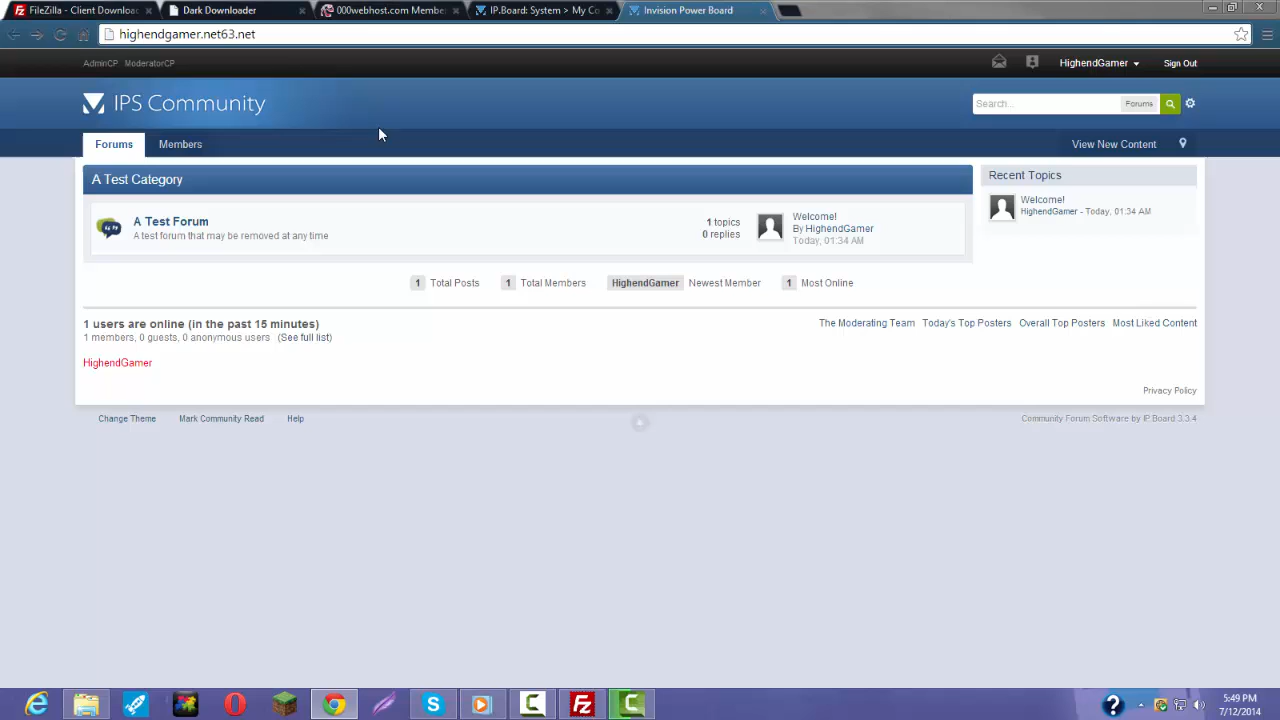 FileZilla - Client Downloa
Dark Downloader
000webhost.com Membe
IP.Board: System > My Co
Invision Power Board
highendgamer.net63.net
AdminCP ModeratorCP
HighendGamer
Sign Out
IPS Community
Search...
Forums
Forums
Members
View New Content
A Test Category
Recent Topics
A Test Forum
A test forum that may be removed at any time
1 topics
0 replies
Welcome!
By HighendGamer
Today, 01:34 AM
Welcome!
HighendGamer - Today, 01:34 AM
1 Total Posts 1 Total Members HighendGamer Newest Member 1 Most Online
1 users are online (in the past 15 minutes)
1 members, 0 guests, 0 anonymous users (See full list)
The Moderating Team Today's Top Posters Overall Top Posters Most Liked Content
HighendGamer
Privacy Policy
Change Theme Mark Community Read Help
Community Forum Software by IP.Board 3.3.4
5:49 PM
7/12/2014